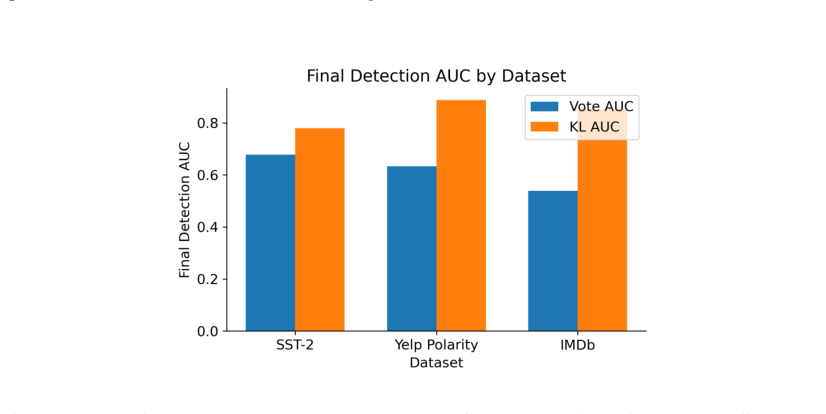 Final Detection AUC by Dataset
Vote AUC
KL AUC
Final Detection AUC
0.8
0.6
0.4
0.2
0.0
SST-2 Yelp Polarity IMDb
Dataset